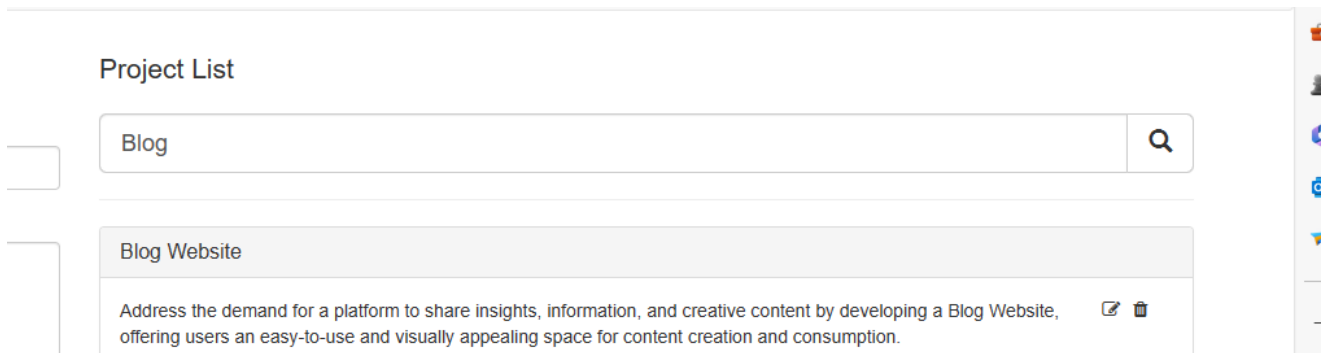 Project List
Blog
Blog Website
Address the demand for a platform to share insights, information, and creative content by developing a Blog Website,
offering users an easy-to-use and visually appealing space for content creation and consumption.